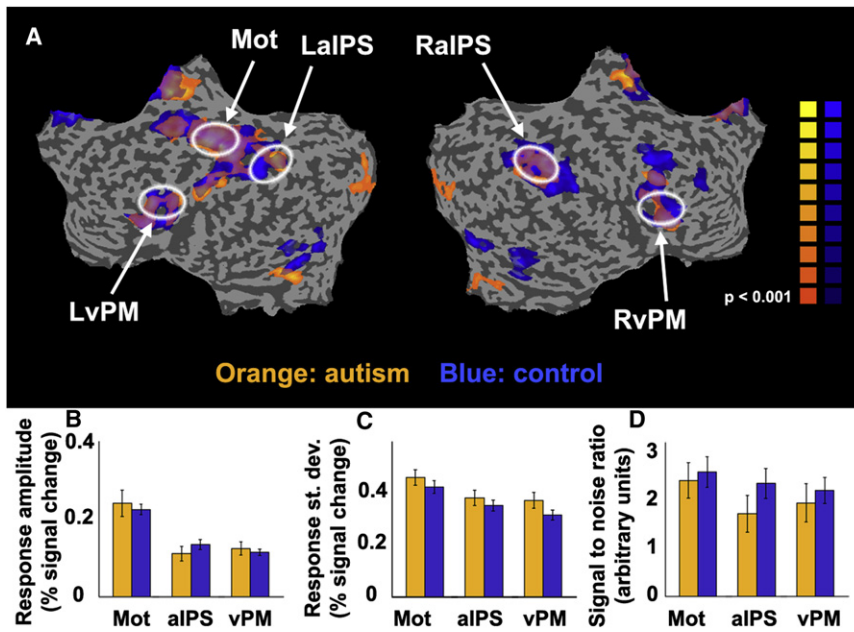 A
Mot
LaIPS
RaIPS
LvPM
RvPM
p < 0.001
Orange: autism Blue: control
B
Response amplitude
(% signal change)
0.4
0.2
0
Mot aIPS vPM
C
Response st. dev.
(% signal change)
0.4
0.2
0
Mot aIPS vPM
D
Signal to noise ratio
(arbitrary units)
3
2
1
0
Mot aIPS vPM